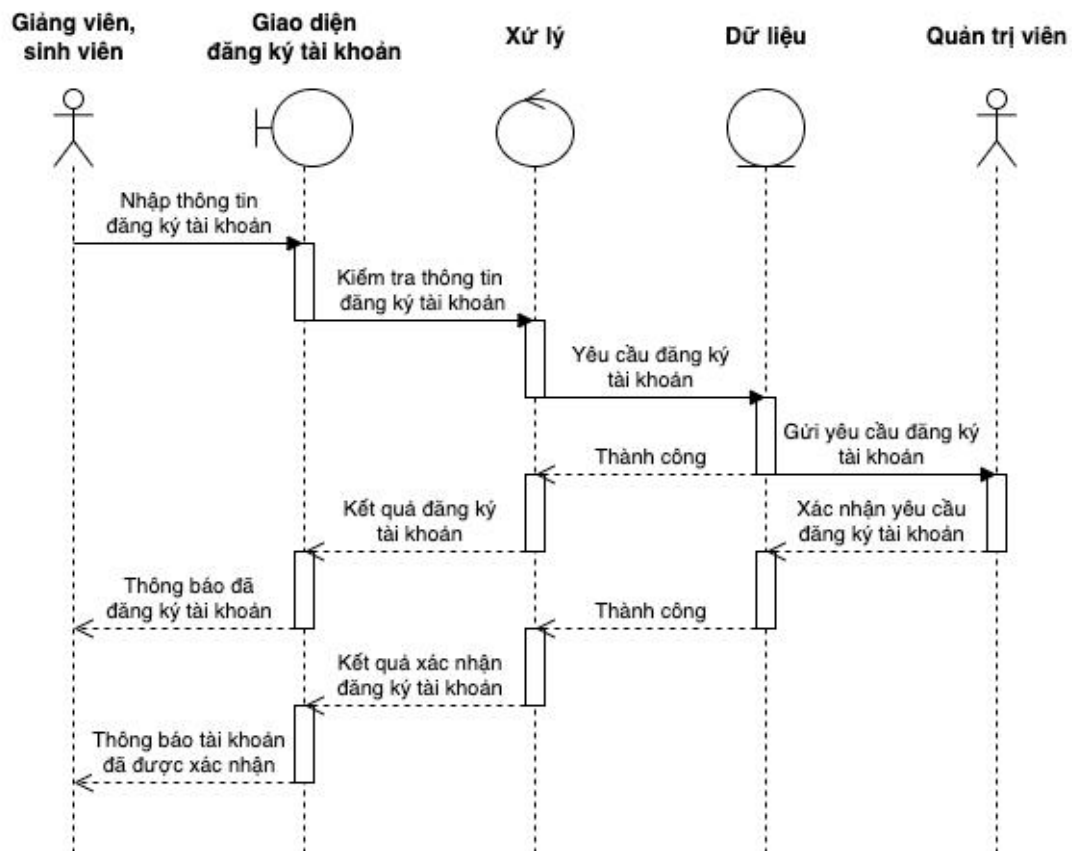 Giảng viên,
sinh viên
Giao diện
đăng ký tài khoản
Xử lý
Dữ liệu
Quản trị viên
Nhập thông tin
đăng ký tài khoản
Kiểm tra thông tin
đăng ký tài khoản
Yêu cầu đăng ký
tài khoản
Gửi yêu cầu đăng ký
tài khoản
Thành công
Kết quả đăng ký
tài khoản
Xác nhận yêu cầu
đăng ký tài khoản
Thông báo đã
đăng ký tài khoản
Thành công
Kết quả xác nhận
đăng ký tài khoản
Thông báo tài khoản
đã được xác nhận